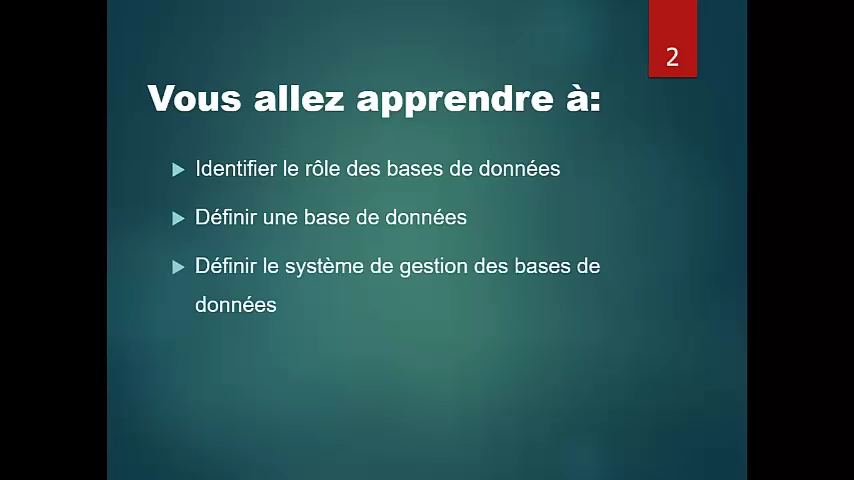 2
Vous allez apprendre à:
Identifier le rôle des bases de données
Définir une base de données
Définir le système de gestion des bases de
données